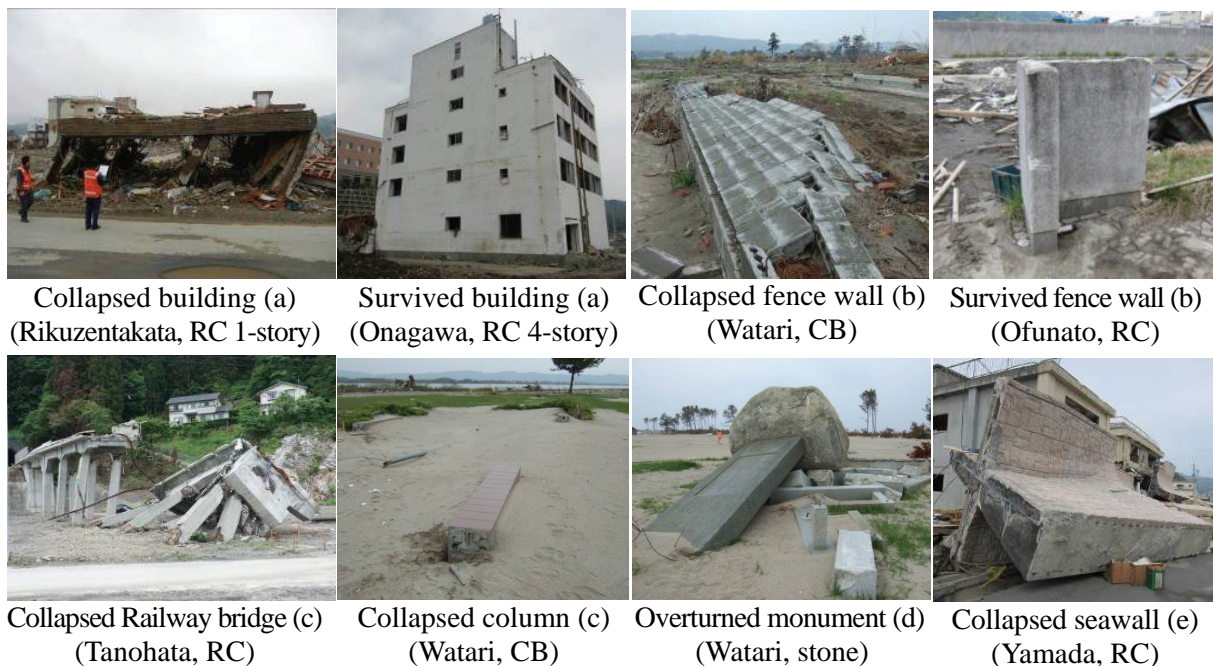 Collapsed building (a)
(Rikuzentakata, RC 1-story)
Survived building (a)
(Onagawa, RC 4-story)
Collapsed fence wall (b)
(Watari, CB)
Survived fence wall (b)
(Ofunato, RC)
Collapsed Railway bridge (c)
(Tanohata, RC)
Collapsed column (c)
(Watari, CB)
Overturned monument (d)
(Watari, stone)
Collapsed seawall (e)
(Yamada, RC)